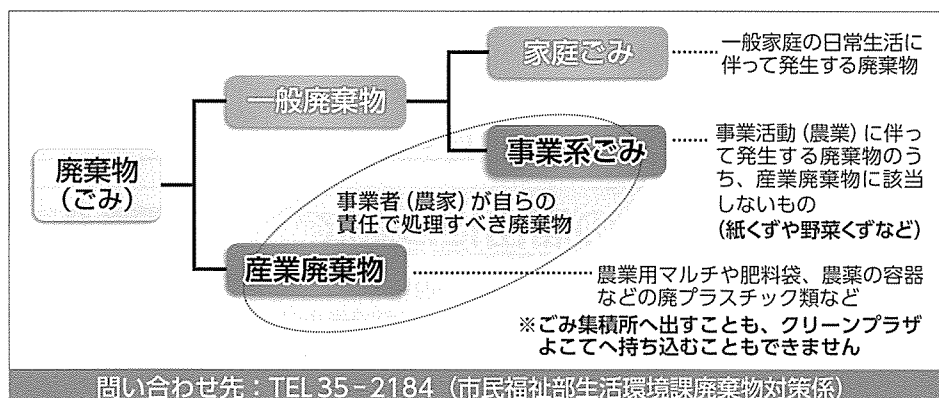 家庭ごみ
一般家庭の日常生活に
伴って発生する廃棄物
一般廃棄物
事業系ごみ
事業活動（農業）に伴っ
て発生する廃棄物のう
ち、産業廃棄物に該当
しないもの
（紙くずや野菜くずなど）
廃棄物
（ごみ）
事業者（農家）が自らの
責任で処理すべき廃棄物
産業廃棄物
農業用マルチや肥料袋、農薬の容器
などの廃プラスチック類など
※ごみ集積所へ出すことも、クリーンプラザ
よこてへ持ち込むこともできません
問い合わせ先：TEL 35－2184（市民福祉部生活環境課廃棄物対策係）